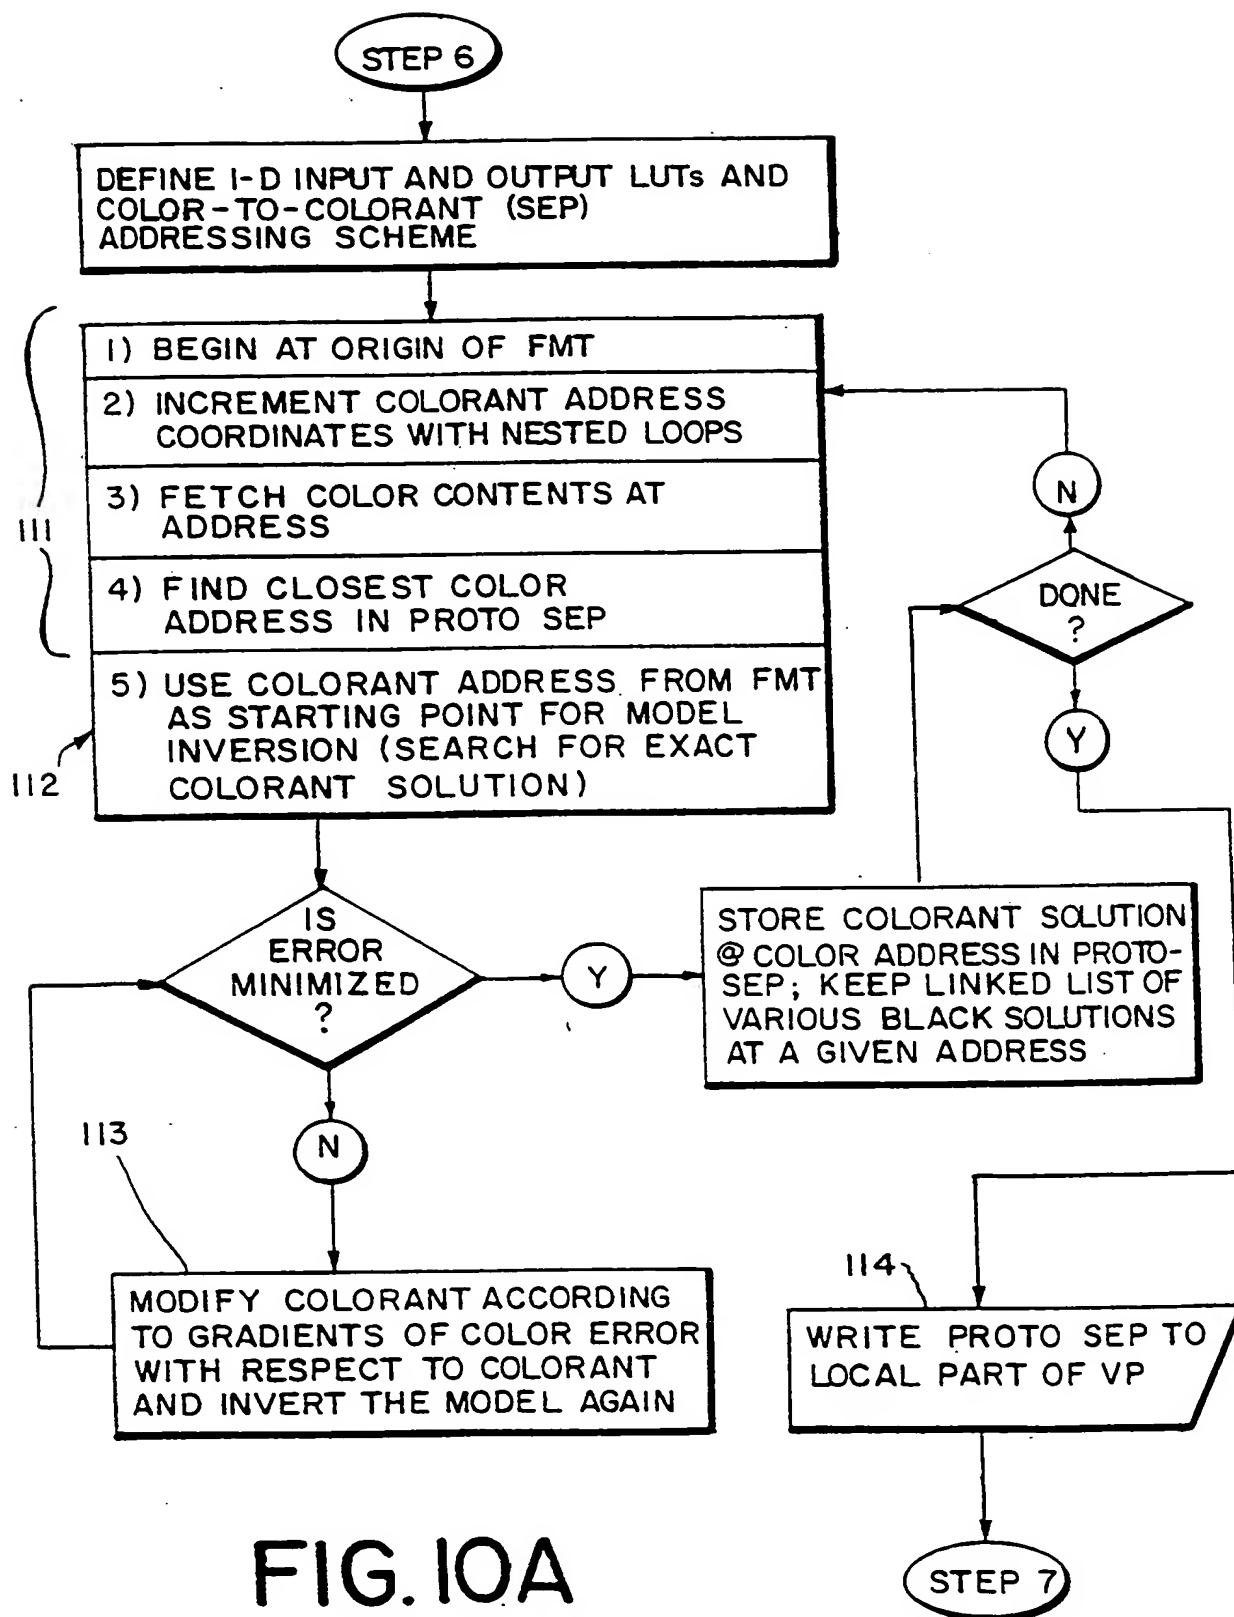 STEP 6
DEFINE 1-D INPUT AND OUTPUT LUTs AND
COLOR-TO-COLORANT (SEP)
ADDRESSING SCHEME
1) BEGIN AT ORIGIN OF FMT
2) INCREMENT COLORANT ADDRESS
COORDINATES WITH NESTED LOOPS
3) FETCH COLOR CONTENTS AT
ADDRESS
4) FIND CLOSEST COLOR
ADDRESS IN PROTO SEP
5) USE COLORANT ADDRESS FROM FMT
AS STARTING POINT FOR MODEL
INVERSION (SEARCH FOR EXACT
COLORANT SOLUTION)
111
112
N
DONE
?
Y
IS
ERROR
MINIMIZED
?
Y
STORE COLORANT SOLUTION
@ COLOR ADDRESS IN PROTO-
SEP; KEEP LINKED LIST OF
VARIOUS BLACK SOLUTIONS
AT A GIVEN ADDRESS
N
113
MODIFY COLORANT ACCORDING
TO GRADIENTS OF COLOR ERROR
WITH RESPECT TO COLORANT
AND INVERT THE MODEL AGAIN
114
WRITE PROTO SEP TO
LOCAL PART OF VP
STEP 7
FIG. 10A